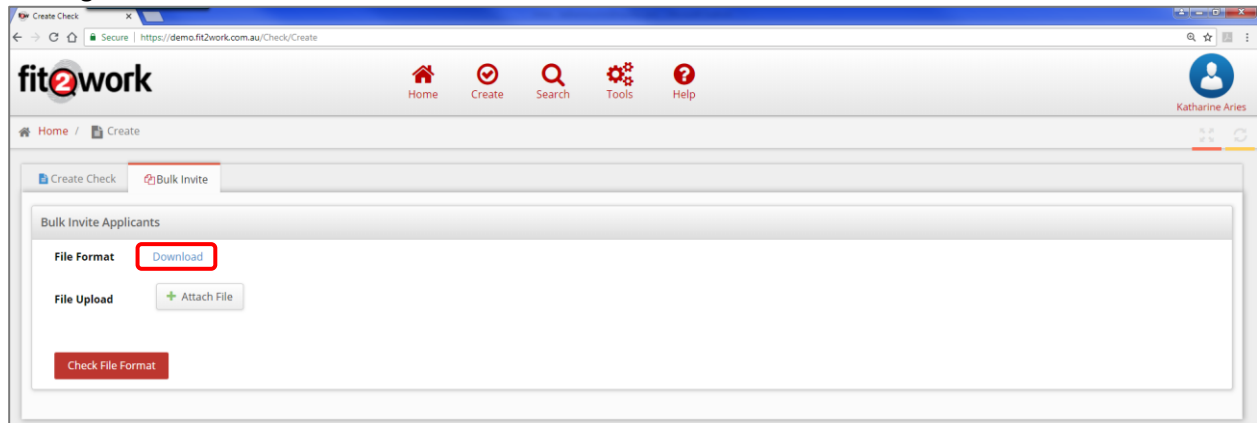 Create Check
Secure | https://demo.fit2work.com.au/Check/Create
fit2work
Home Create Search Tools Help
Katharine Aries
Home / Create
Create Check Bulk Invite
Bulk Invite Applicants
File Format Download
File Upload + Attach File
Check File Format